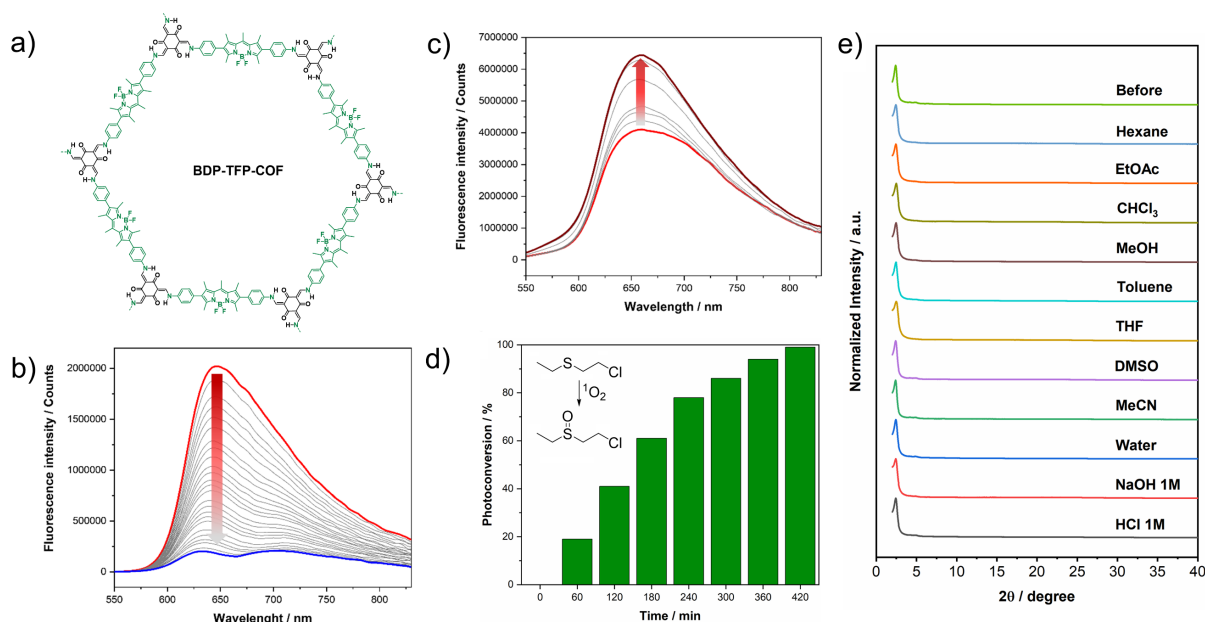 a)
BDP-TFP-COF
b)
Fluorescence intensity / Counts
2000000
1500000
1000000
500000
0
550
600
650
700
750
800
Wavelenght / nm
c)
Fluorescence intensity / Counts
7000000
6000000
5000000
4000000
3000000
2000000
1000000
0
550
600
650
700
750
800
Wavelength / nm
d)
Photoconversion / %
100
80
60
40
20
0
S
Cl
¹O₂
O
S
Cl
0
60
120
180
240
300
360
420
Time / min
e)
Normalized Intensity / a.u.
Before
Hexane
EtOAc
CHCl₃
MeOH
Toluene
THF
DMSO
MeCN
Water
NaOH 1M
HCl 1M
0
5
10
15
20
25
30
35
40
2θ / degree